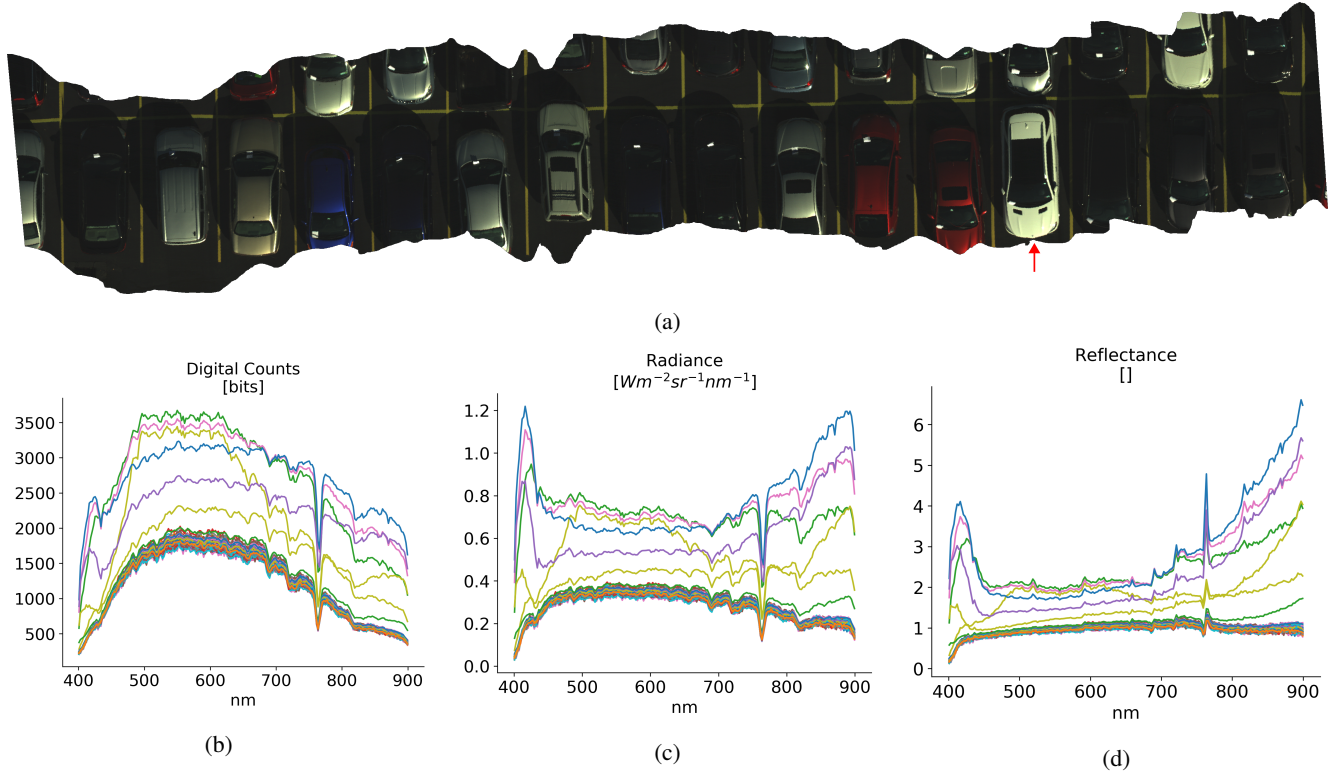 (a)
Digital Counts
[bits]
3500
3000
2500
2000
1500
1000
500
400 500 600 700 800 900
nm
(b)
Radiance
[Wm⁻²sr⁻¹nm⁻¹]
1.2
1.0
0.8
0.6
0.4
0.2
0.0
400 500 600 700 800 900
nm
(c)
Reflectance
[]
6
5
4
3
2
1
0
400 500 600 700 800 900
nm
(d)